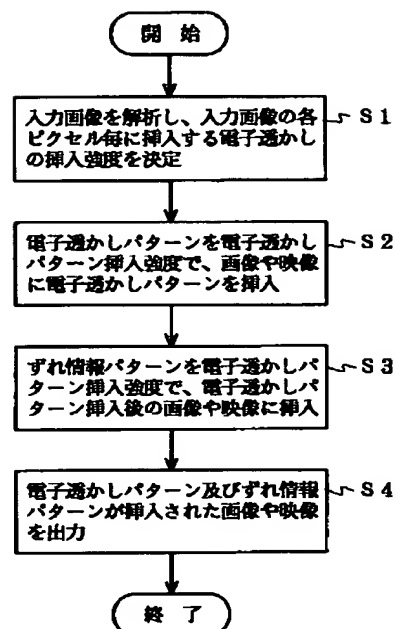 開 始
入力画像を解析し、入力画像の各
ピクセル毎に挿入する電子透かし
の挿入強度を決定
S1
電子透かしパターンを電子透かし
パターン挿入強度で、画像や映像
に電子透かしパターンを挿入
S2
ずれ情報パターンを電子透かしパ
ターン挿入強度で、電子透かしパ
ターン挿入後の画像や映像に挿入
S3
電子透かしパターン及びずれ情報
パターンが挿入された画像や映像
を出力
S4
終 了